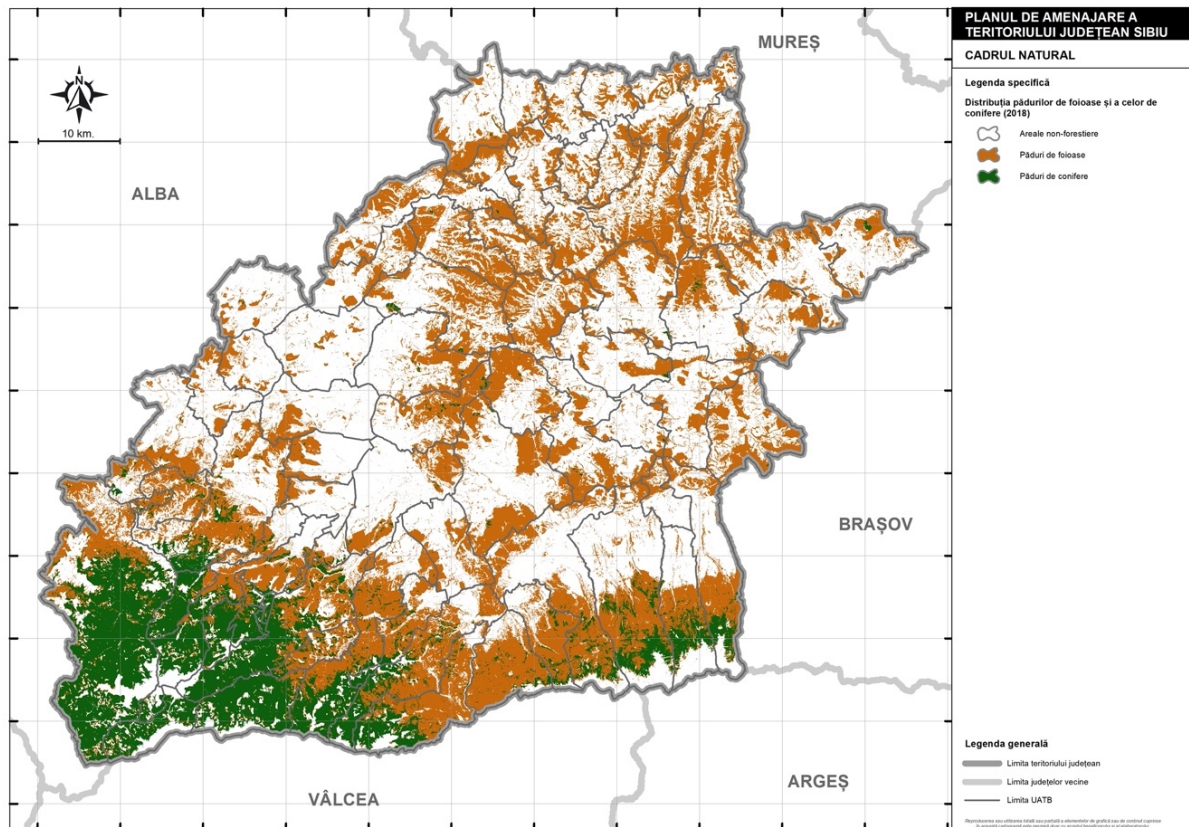 PLANUL DE AMENAJARE A
TERITORIULUI JUDEȚEAN SIBIU
CADRUL NATURAL
Legenda specifică
Distribuția pădurilor de foioase și a celor de
conifere (2018)
Areale non-forestiere
Păduri de foioase
Păduri de conifere
MUREȘ
N
10 km.
ALBA
BRAȘOV
ARGEȘ
VÂLCEA
Legenda generală
Limita teritoriului județean
Limita județelor vecine
Limita UATB